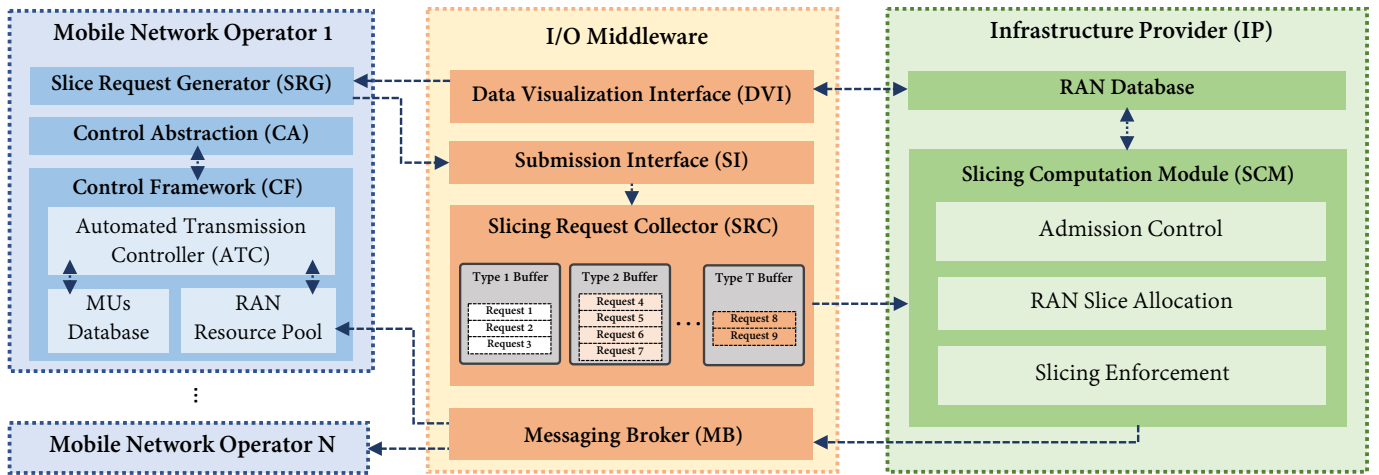 Mobile Network Operator 1
Slice Request Generator (SRG)
Control Abstraction (CA)
Control Framework (CF)
Automated Transmission
Controller (ATC)
MUs
Database
RAN
Resource Pool
...
Mobile Network Operator N
I/O Middleware
Data Visualization Interface (DVI)
Submission Interface (SI)
Slicing Request Collector (SRC)
Type 1 Buffer
Request 1
Request 2
Request 3
Type 2 Buffer
Request 4
Request 5
Request 6
Request 7
...
Type T Buffer
Request 8
Request 9
Messaging Broker (MB)
Infrastructure Provider (IP)
RAN Database
Slicing Computation Module (SCM)
Admission Control
RAN Slice Allocation
Slicing Enforcement